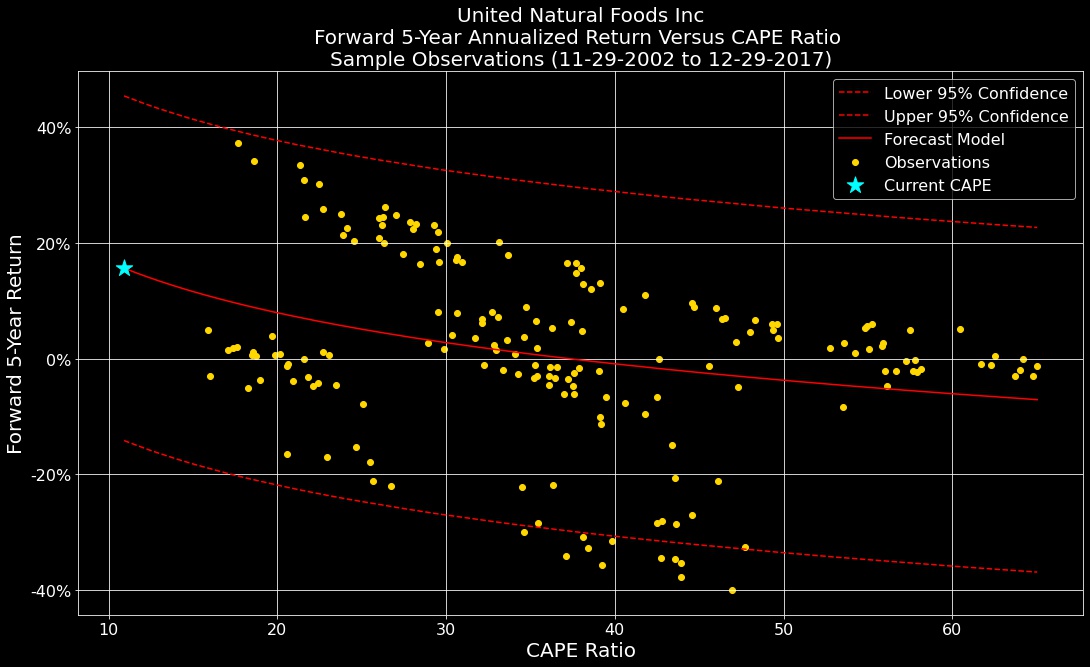 United Natural Foods Inc
Forward 5-Year Annualized Return Versus CAPE Ratio
Sample Observations (11-29-2002 to 12-29-2017)
Lower 95% Confidence
Upper 95% Confidence
Forecast Model
Observations
Current CAPE
Forward 5-Year Return
40%
20%
0%
-20%
-40%
10 20 30 40 50 60
CAPE Ratio